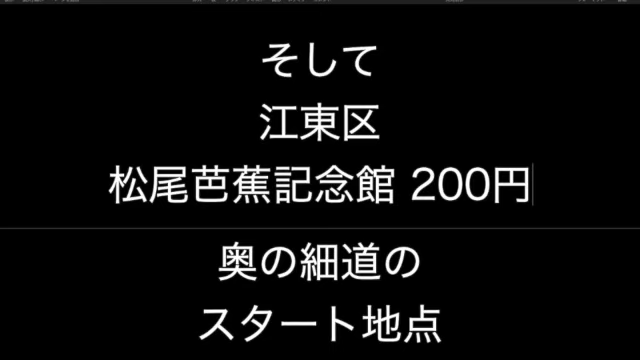 そして
江東区
松尾芭蕉記念館 200円
奥の細道の
スタート地点